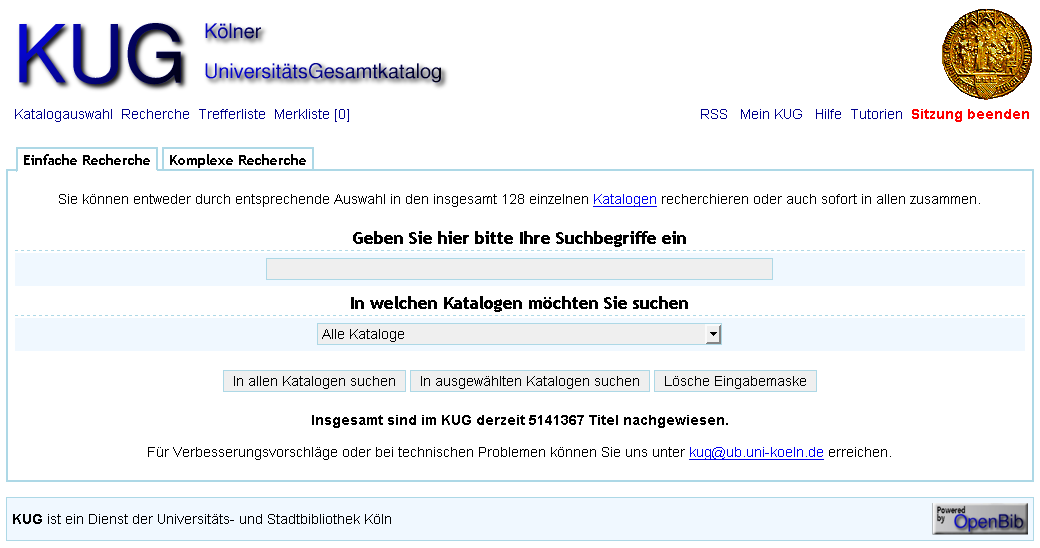 KUG Kölner
UniversitätsGesamtkatalog
Katalogauswahl Recherche Trefferliste Merkliste [0] RSS Mein KUG Hilfe Tutorien Sitzung beenden
Einfache Recherche Komplexe Recherche
Sie können entweder durch entsprechende Auswahl in den insgesamt 128 einzelnen Katalogen recherchieren oder auch sofort in allen zusammen.
Geben Sie hier bitte Ihre Suchbegriffe ein
In welchen Katalogen möchten Sie suchen
Alle Kataloge
In allen Katalogen suchen In ausgewählten Katalogen suchen Lösche Eingabemaske
Insgesamt sind im KUG derzeit 5141367 Titel nachgewiesen.
Für Verbesserungsvorschläge oder bei technischen Problemen können Sie uns unter kug@ub.uni-koeln.de erreichen.
KUG ist ein Dienst der Universitäts- und Stadtbibliothek Köln
Powered by OpenBib